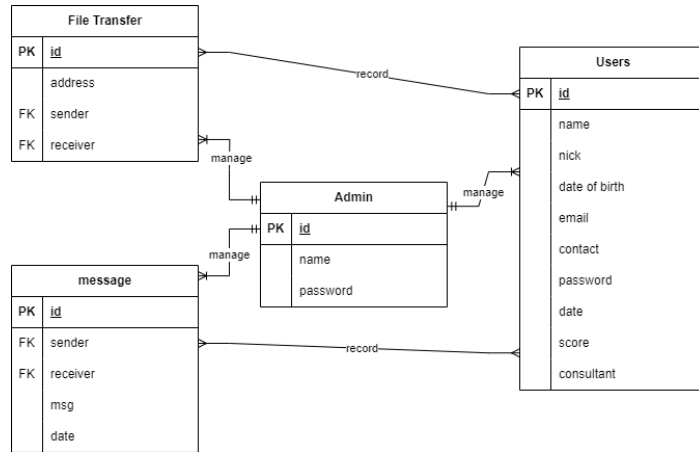 File Transfer
PK id
address
FK sender
FK receiver
record
Users
PK id
name
nick
date of birth
email
contact
password
date
score
consultant
manage
manage
Admin
PK id
name
password
manage
message
PK id
FK sender
FK receiver
msg
date
record